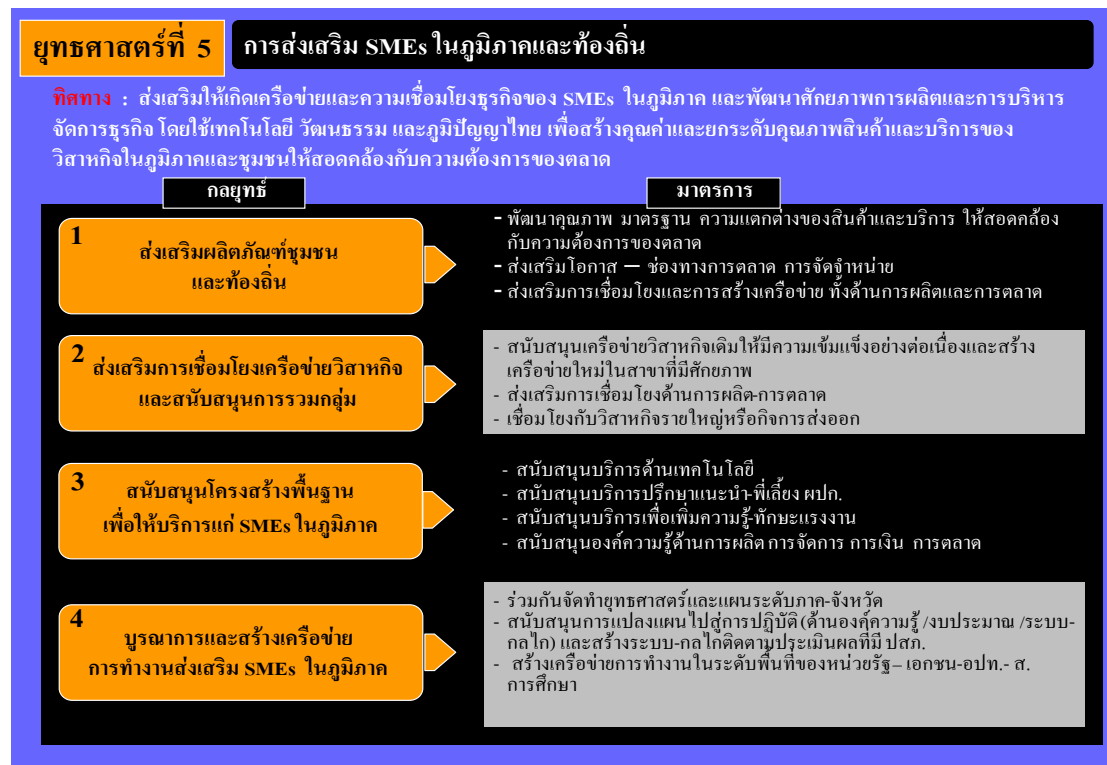 ยุทธศาสตร์ที่ 5
การส่งเสริม SMEs ในภูมิภาคและท้องถิ่น
ทิศทาง : ส่งเสริมให้เกิดเครือข่ายและความเชื่อมโยงธุรกิจของ SMEs ในภูมิภาค และพัฒนาศักยภาพการผลิตและการบริหาร
จัดการธุรกิจ โดยใช้เทคโนโลยี วัฒนธรรม และภูมิปัญญาไทย เพื่อสร้างคุณค่าและยกระดับคุณภาพสินค้าและบริการของ
วิสาหกิจในภูมิภาคและชุมชนให้สอดคล้องกับความต้องการของตลาด
กลยุทธ์
มาตรการ
1
ส่งเสริมผลิตภัณฑ์ชุมชน
และท้องถิ่น
- พัฒนาคุณภาพ มาตรฐาน ความแตกต่างของสินค้าและบริการ ให้สอดคล้อง
กับความต้องการของตลาด
- ส่งเสริมโอกาส – ช่องทางการตลาด การจัดจำหน่าย
- ส่งเสริมการเชื่อมโยงและการสร้างเครือข่าย ทั้งด้านการผลิตและการตลาด
2
ส่งเสริมการเชื่อมโยงเครือข่ายวิสาหกิจ
และสนับสนุนการรวมกลุ่ม
- สนับสนุนเครือข่ายวิสาหกิจเดิมให้มีความเข้มแข็งอย่างต่อเนื่องและสร้าง
เครือข่ายใหม่ในสาขาที่มีศักยภาพ
- ส่งเสริมการเชื่อมโยงด้านการผลิต-การตลาด
- เชื่อมโยงกับวิสาหกิจรายใหญ่หรือกิจการส่งออก
3
สนับสนุนโครงสร้างพื้นฐาน
เพื่อให้บริการแก่ SMEs ในภูมิภาค
- สนับสนุนบริการด้านเทคโนโลยี
- สนับสนุนบริการปรึกษาแนะนำ-พี่เลี้ยง ผปก.
- สนับสนุนบริการเพื่อเพิ่มความรู้-ทักษะแรงงาน
- สนับสนุนองค์ความรู้ด้านการผลิต การจัดการ การเงิน การตลาด
4
บูรณาการและสร้างเครือข่าย
การทำงานส่งเสริม SMEs ในภูมิภาค
- ร่วมกันจัดทำยุทธศาสตร์และแผนระดับภาค-จังหวัด
- สนับสนุนการแปลงแผนไปสู่การปฏิบัติ (ด้านองค์ความรู้ /งบประมาณ /ระบบ-
กลไก) และสร้างระบบ-กลไกติดตามประเมินผลที่มี ปสภ.
- สร้างเครือข่ายการทำงานในระดับพื้นที่ของหน่วยรัฐ– เอกชน-อปท.- ส.
การศึกษา